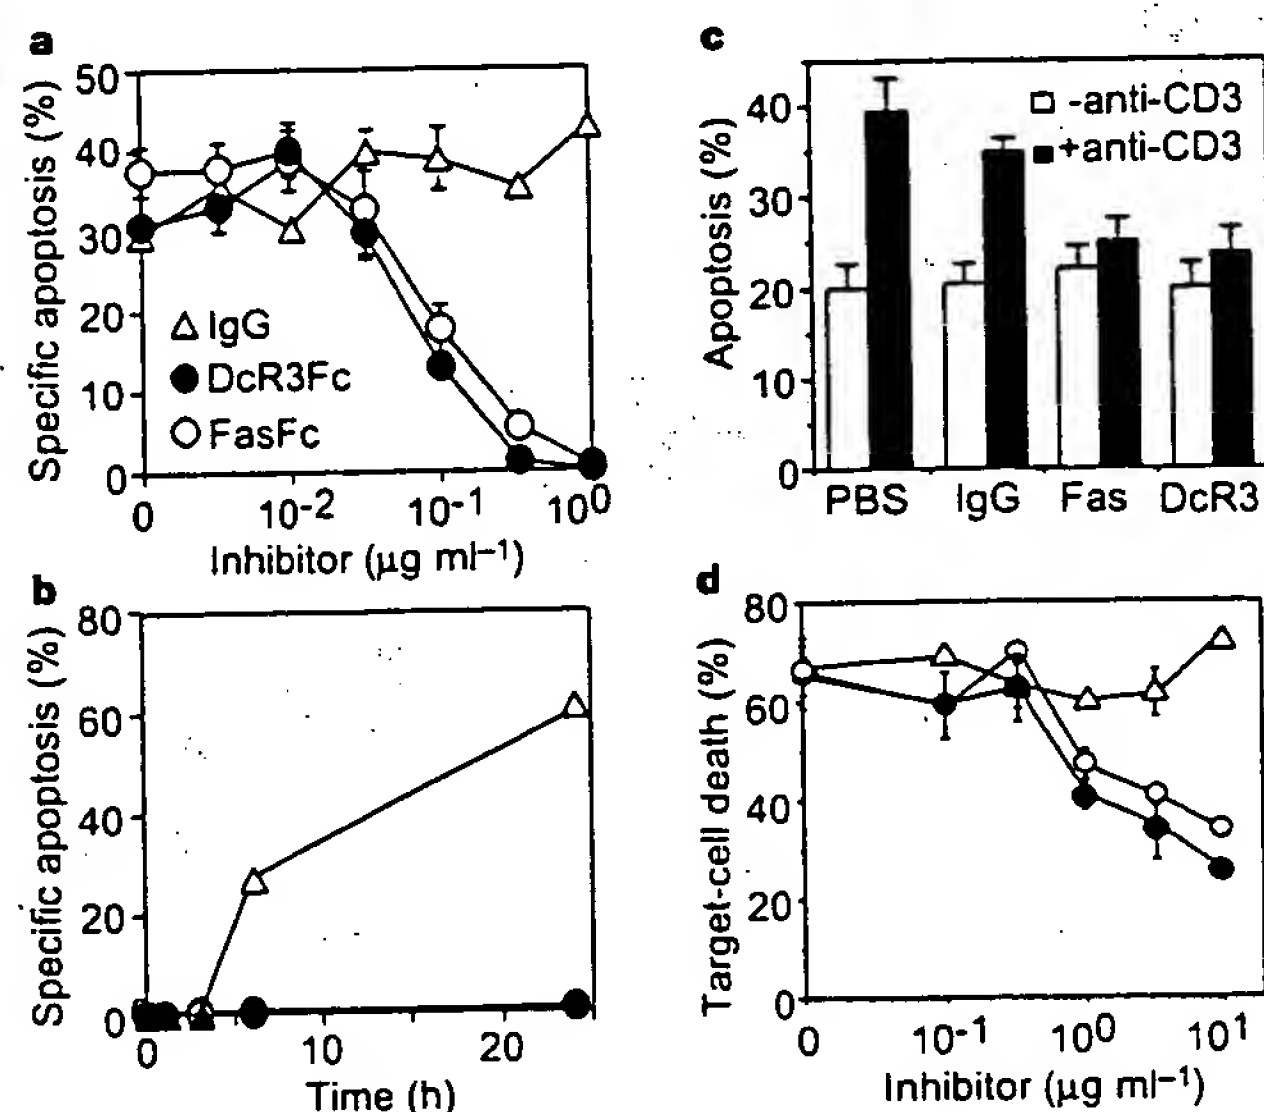 a
Specific apoptosis (%)
50
40
30
20
10
0
△ IgG
● DcR3Fc
○ FasFc
0 10⁻² 10⁻¹ 10⁰
Inhibitor (µg ml⁻¹)
b
Specific apoptosis (%)
80
60
40
20
0
0 10 20
Time (h)
c
Apoptosis (%)
40
30
20
10
0
□ -anti-CD3
■ +anti-CD3
PBS IgG Fas DcR3
d
Target-cell death (%)
80
60
40
20
0
0 10⁻¹ 10⁰ 10¹
Inhibitor (µg ml⁻¹)